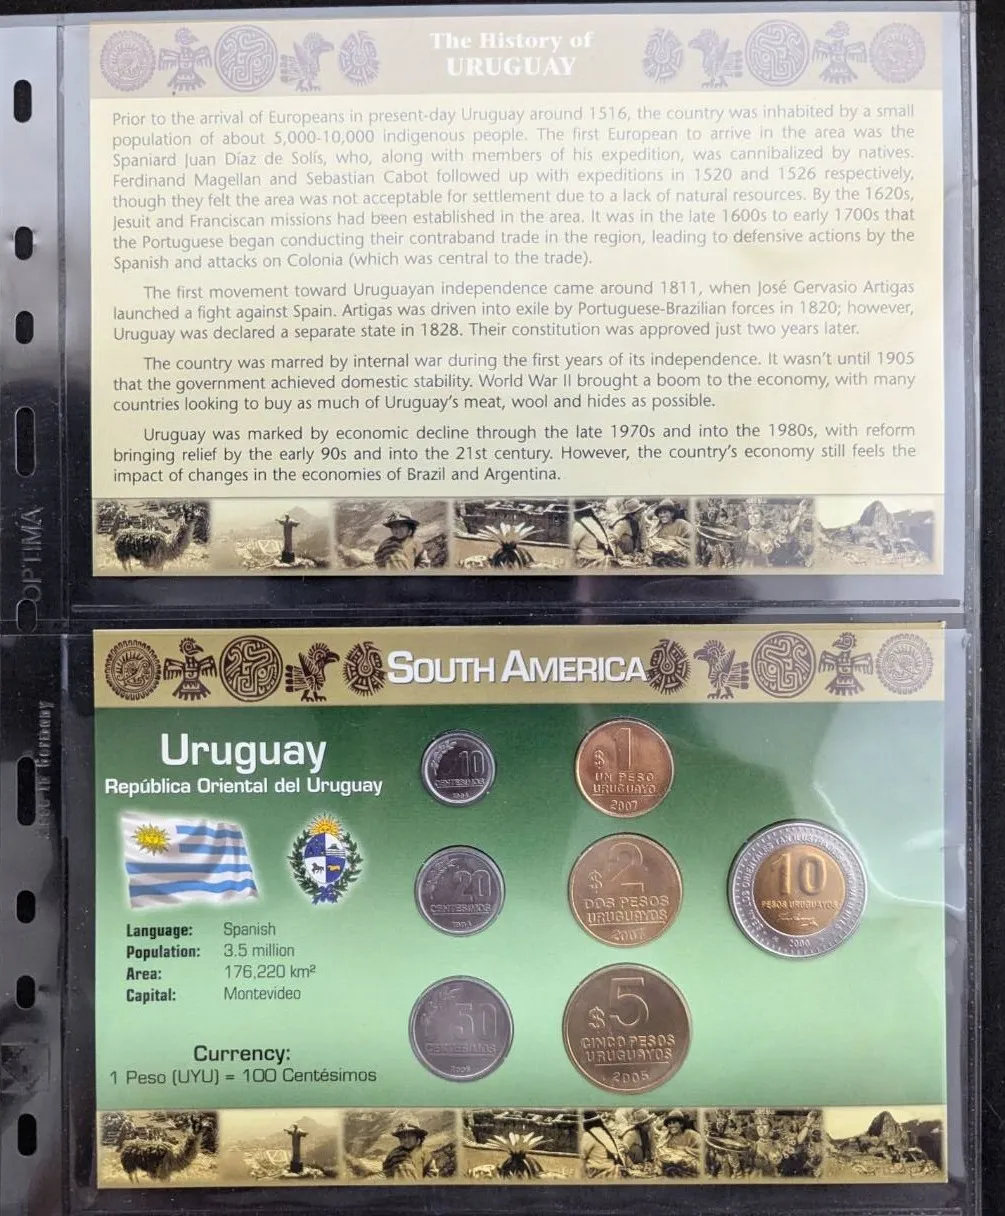 The History of
URUGUAY
Prior to the arrival of Europeans in present-day Uruguay around 1516, the country was inhabited by a small
population of about 5,000-10,000 indigenous people. The first European to arrive in the area was the
Spaniard Juan Díaz de Solís, who, along with members of his expedition, was cannibalized by natives.
Ferdinand Magellan and Sebastian Cabot followed up with expeditions in 1520 and 1526 respectively,
though they felt the area was not acceptable for settlement due to a lack of natural resources. By the 1620s,
Jesuit and Franciscan missions had been established in the area. It was in the late 1600s to early 1700s that
the Portuguese began conducting their contraband trade in the region, leading to defensive actions by the
Spanish and attacks on Colonia (which was central to the trade).
The first movement toward Uruguayan independence came around 1811, when José Gervasio Artigas
launched a fight against Spain. Artigas was driven into exile by Portuguese-Brazilian forces in 1820; however,
Uruguay was declared a separate state in 1828. Their constitution was approved just two years later.
The country was marred by internal war during the first years of its independence. It wasn't until 1905
that the government achieved domestic stability. World War II brought a boom to the economy, with many
countries looking to buy as much of Uruguay's meat, wool and hides as possible.
Uruguay was marked by economic decline through the late 1970s and into the 1980s, with reform
bringing relief by the early 90s and into the 21st century. However, the country's economy still feels the
impact of changes in the economies of Brazil and Argentina.
OPTIMA
SOUTH AMERICA
Uruguay
República Oriental del Uruguay
Language: Spanish
Population: 3.5 million
Area: 176,220 km²
Capital: Montevideo
Currency:
1 Peso (UYU) = 100 Centésimos
10
CENTESIMOS
$ 1
UN PESO
URUGUAYO
2007
20
CENTESIMOS
$ 2
DOS PESOS
URUGUAYOS
2007
10
PESOS URUGUAYOS
2000
50
CENTESIMOS
$ 5
CINCO PESOS
URUGUAYOS
2005